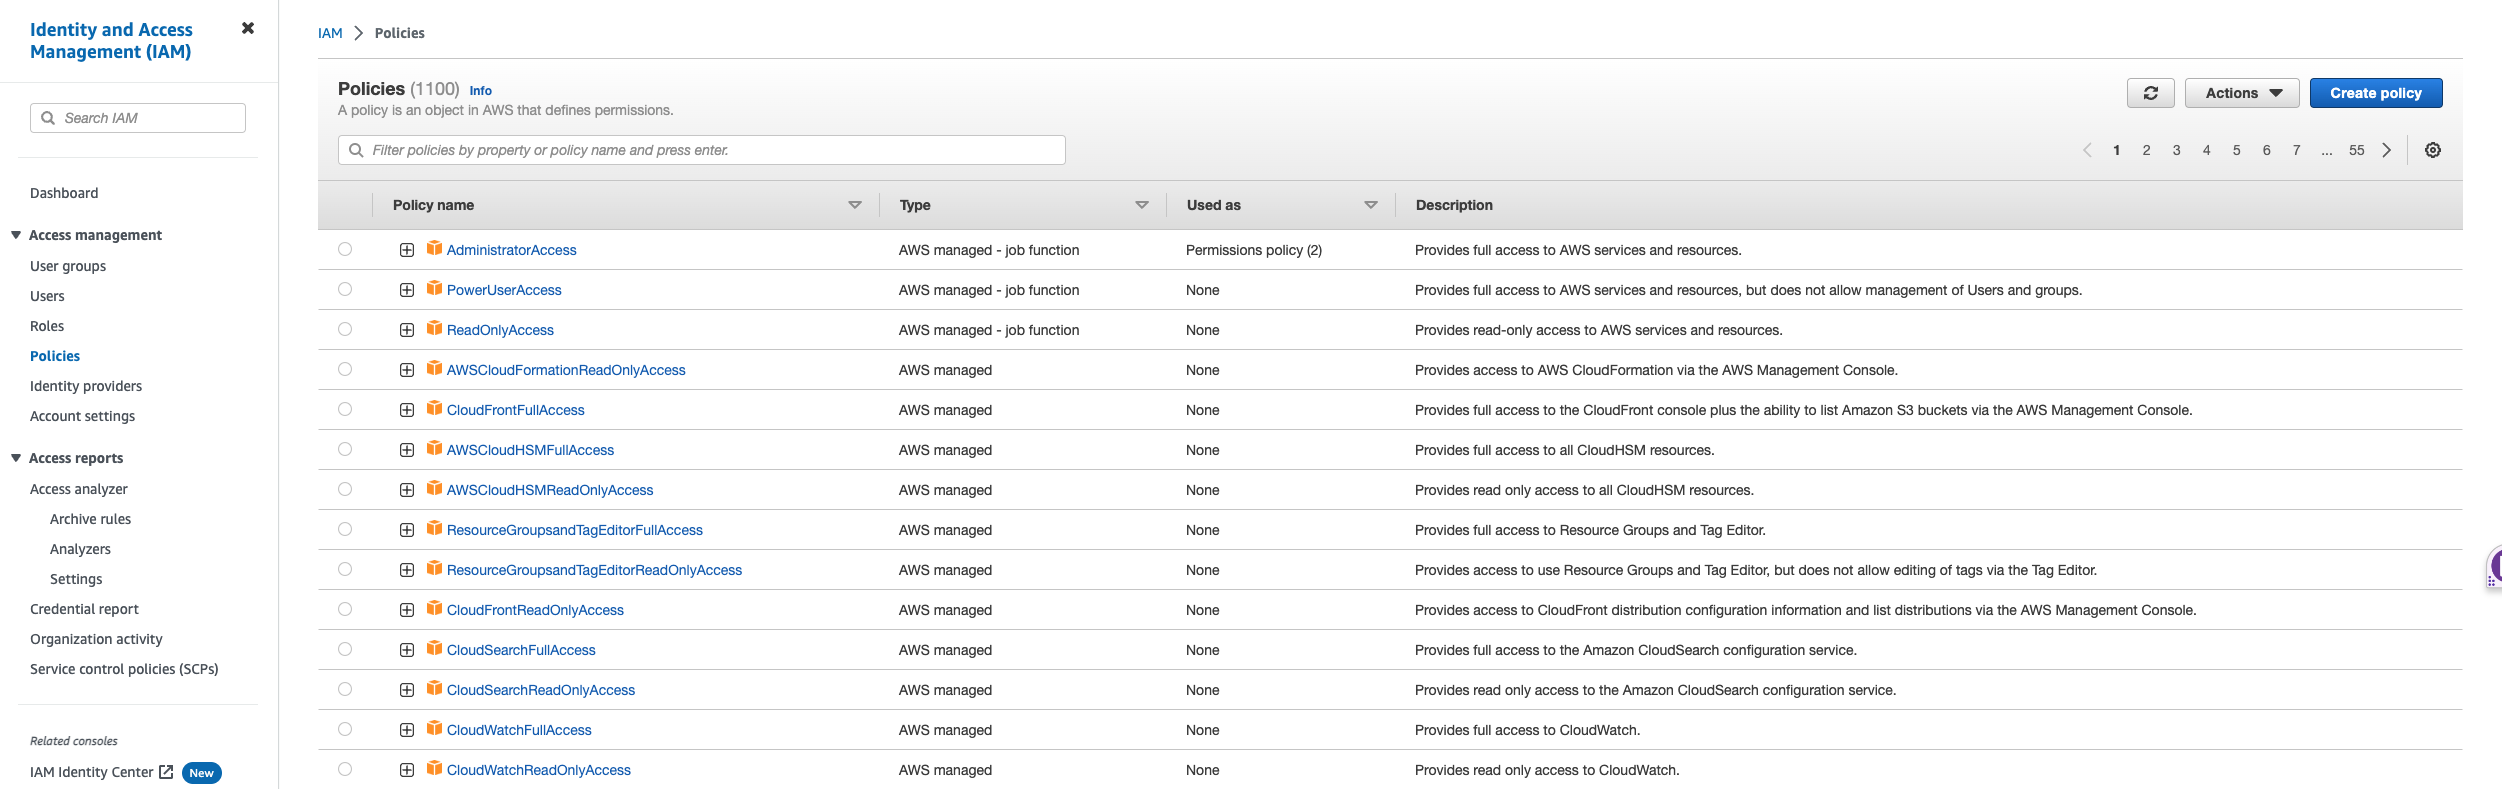 Identity and Access
Management (IAM)
Search IAM
Dashboard
Access management
User groups
Users
Roles
Policies
Identity providers
Account settings
Access reports
Access analyzer
Archive rules
Analyzers
Settings
Credential report
Organization activity
Service control policies (SCPs)
Related consoles
IAM Identity Center New
IAM Policies
Policies (1100) Info
A policy is an object in AWS that defines permissions.
Actions Create policy
Filter policies by property or policy name and press enter.
1 2 3 4 5 6 7 ... 55
Policy name Type Used as Description
AdministratorAccess AWS managed - job function Permissions policy (2) Provides full access to AWS services and resources.
PowerUserAccess AWS managed - job function None Provides full access to AWS services and resources, but does not allow management of Users and groups.
ReadOnlyAccess AWS managed - job function None Provides read-only access to AWS services and resources.
AWSCloudFormationReadOnlyAccess AWS managed None Provides access to AWS CloudFormation via the AWS Management Console.
CloudFrontFullAccess AWS managed None Provides full access to the CloudFront console plus the ability to list Amazon S3 buckets via the AWS Management Console.
AWSCloudHSMFullAccess AWS managed None Provides full access to all CloudHSM resources.
AWSCloudHSMReadOnlyAccess AWS managed None Provides read only access to all CloudHSM resources.
ResourceGroupsandTagEditorFullAccess AWS managed None Provides full access to Resource Groups and Tag Editor.
ResourceGroupsandTagEditorReadOnlyAccess AWS managed None Provides access to use Resource Groups and Tag Editor, but does not allow editing of tags via the Tag Editor.
CloudFrontReadOnlyAccess AWS managed None Provides access to CloudFront distribution configuration information and list distributions via the AWS Management Console.
CloudSearchFullAccess AWS managed None Provides full access to the Amazon CloudSearch configuration service.
CloudSearchReadOnlyAccess AWS managed None Provides read only access to the Amazon CloudSearch configuration service.
CloudWatchFullAccess AWS managed None Provides full access to CloudWatch.
CloudWatchReadOnlyAccess AWS managed None Provides read only access to CloudWatch.